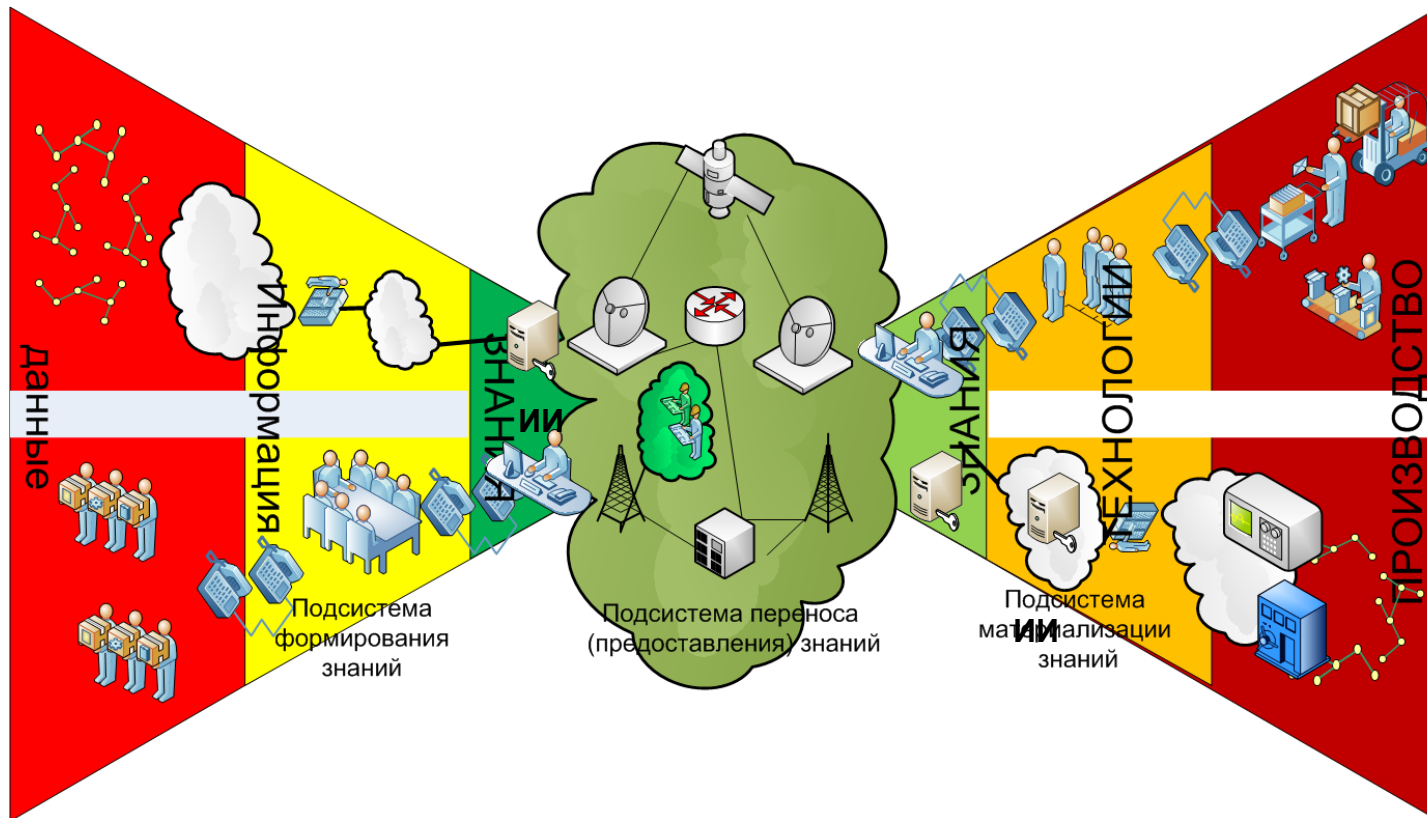 данные
Информация
ЗНАНИЯ
ИИ
Подсистема
формирования
знаний
Подсистема переноса
(предоставления) знаний
ЗНАНИЯ
ТЕХНОЛОГИИ
ПРОИЗВОДСТВО
Подсистема
материализации
ИИ
знаний